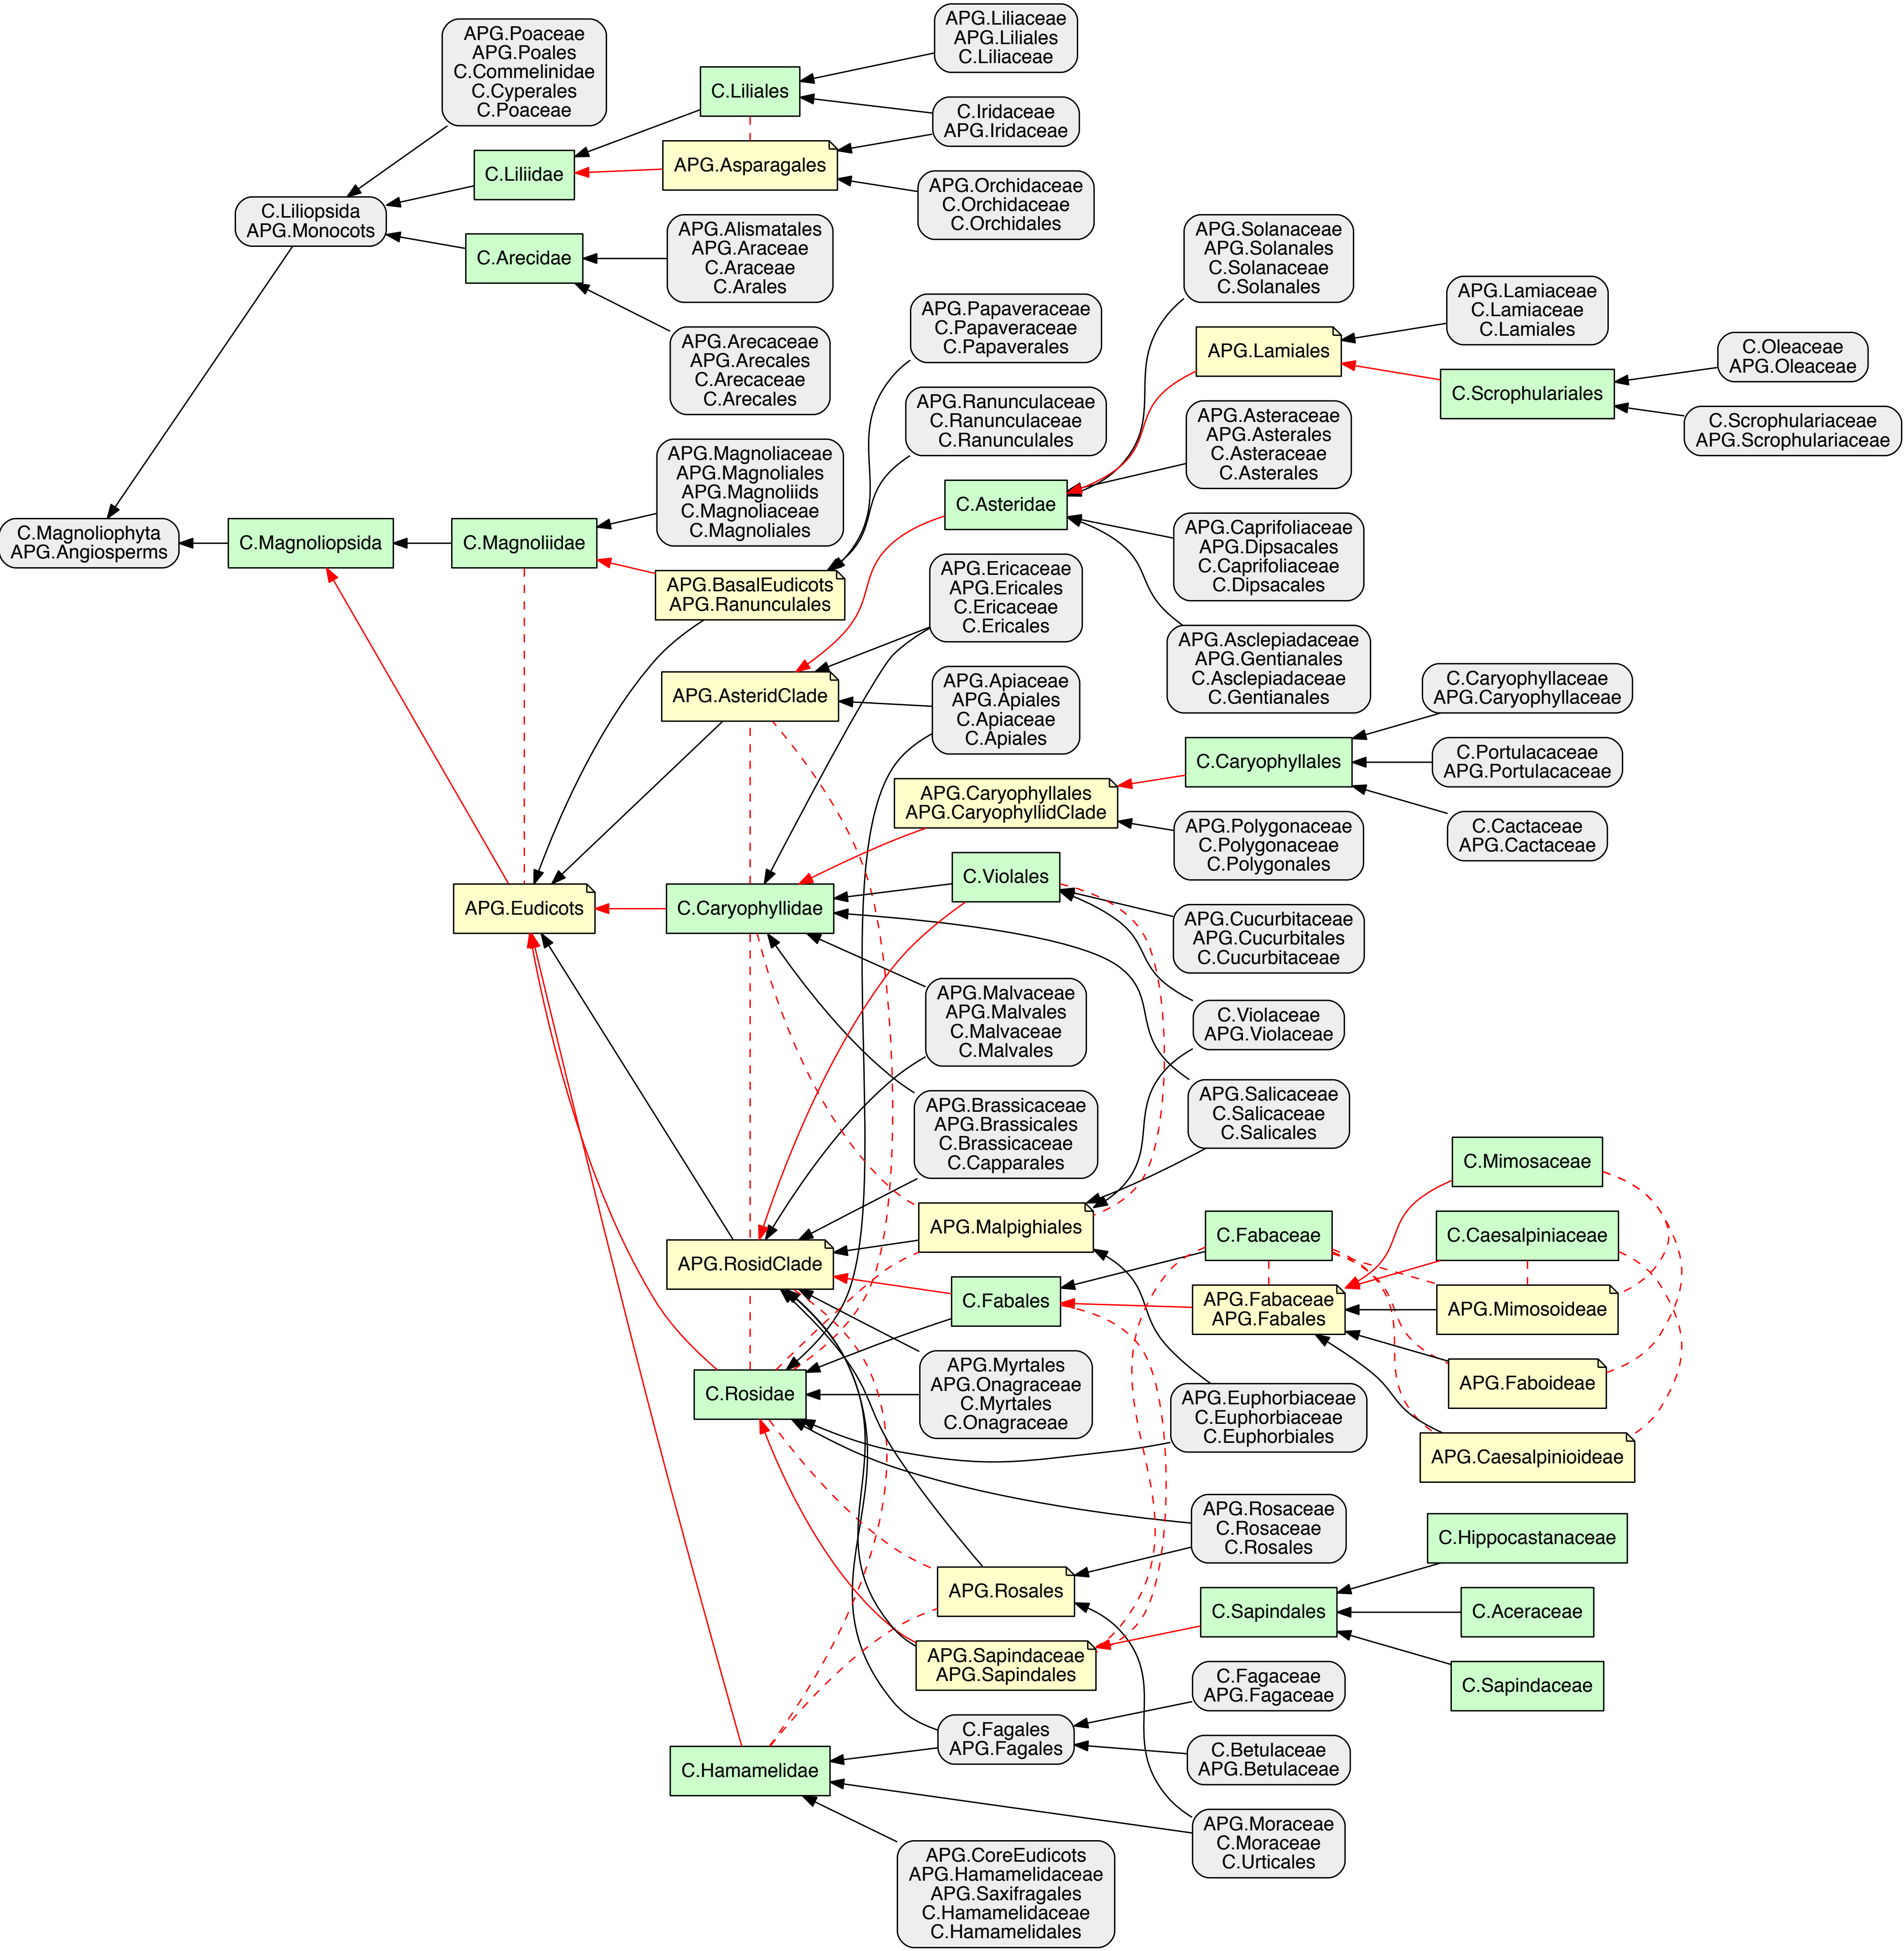 APG.Poaceae
APG.Poales
C.Commelinidae
C.Cyperales
C.Poaceae
C.Liliales
APG.Liliaceae
APG.Liliales
C.Liliaceae
C.Iridaceae
APG.Iridaceae
C.Liliidae
APG.Asparagales
APG.Orchidaceae
C.Orchidaceae
C.Orchidales
C.Liliopsida
APG.Monocots
C.Arecidae
APG.Alismatales
APG.Araceae
C.Araceae
C.Arales
APG.Arecaceae
APG.Arecales
C.Arecaceae
C.Arecales
APG.Papaveraceae
C.Papaveraceae
C.Papaverales
APG.Ranunculaceae
C.Ranunculaceae
C.Ranunculales
APG.Solanaceae
APG.Solanales
C.Solanaceae
C.Solanales
APG.Lamiales
APG.Lamiaceae
C.Lamiaceae
C.Lamiales
C.Scrophulariales
C.Oleaceae
APG.Oleaceae
C.Scrophulariaceae
APG.Scrophulariaceae
APG.Asteraceae
APG.Asterales
C.Asteraceae
C.Asterales
APG.Magnoliaceae
APG.Magnoliales
APG.Magnoliids
C.Magnoliaceae
C.Magnoliales
C.Asteridae
C.Magnoliophyta
APG.Angiosperms
C.Magnoliopsida
C.Magnoliidae
APG.BasalEudicots
APG.Ranunculales
APG.Caprifoliaceae
APG.Dipsacales
C.Caprifoliaceae
C.Dipsacales
APG.Ericaceae
APG.Ericales
C.Ericaceae
C.Ericales
APG.Asclepiadaceae
APG.Gentianales
C.Asclepiadaceae
C.Gentianales
APG.AsteridClade
APG.Apiaceae
APG.Apiales
C.Apiaceae
C.Apiales
C.Caryophyllaceae
APG.Caryophyllaceae
C.Caryophyllales
C.Portulacaceae
APG.Portulacaceae
APG.Caryophyllales
APG.CaryophyllidClade
APG.Polygonaceae
C.Polygonaceae
C.Polygonales
C.Cactaceae
APG.Cactaceae
C.Violales
APG.Eudicots
C.Caryophyllidae
APG.Cucurbitaceae
APG.Cucurbitales
C.Cucurbitaceae
APG.Malvaceae
APG.Malvales
C.Malvaceae
C.Malvales
C.Violaceae
APG.Violaceae
APG.Brassicaceae
APG.Brassicales
C.Brassicaceae
C.Capparales
APG.Salicaceae
C.Salicaceae
C.Salicales
C.Mimosaceae
APG.Malpighiales
C.Fabaceae
C.Caesalpiniaceae
APG.RosidClade
C.Fabales
APG.Fabaceae
APG.Fabales
APG.Mimosoideae
C.Rosidae
APG.Myrtales
APG.Onagraceae
C.Myrtales
C.Onagraceae
APG.Euphorbiaceae
C.Euphorbiaceae
C.Euphorbiales
APG.Faboideae
APG.Caesalpinioideae
APG.Rosaceae
C.Rosaceae
C.Rosales
C.Hippocastanaceae
APG.Rosales
C.Sapindales
C.Aceraceae
APG.Sapindaceae
APG.Sapindales
C.Fagaceae
APG.Fagaceae
C.Sapindaceae
C.Fagales
APG.Fagales
C.Betulaceae
APG.Betulaceae
C.Hamamelidae
APG.Moraceae
C.Moraceae
C.Urticales
APG.CoreEudicots
APG.Hamamelidaceae
APG.Saxifragales
C.Hamamelidaceae
C.Hamamelidales